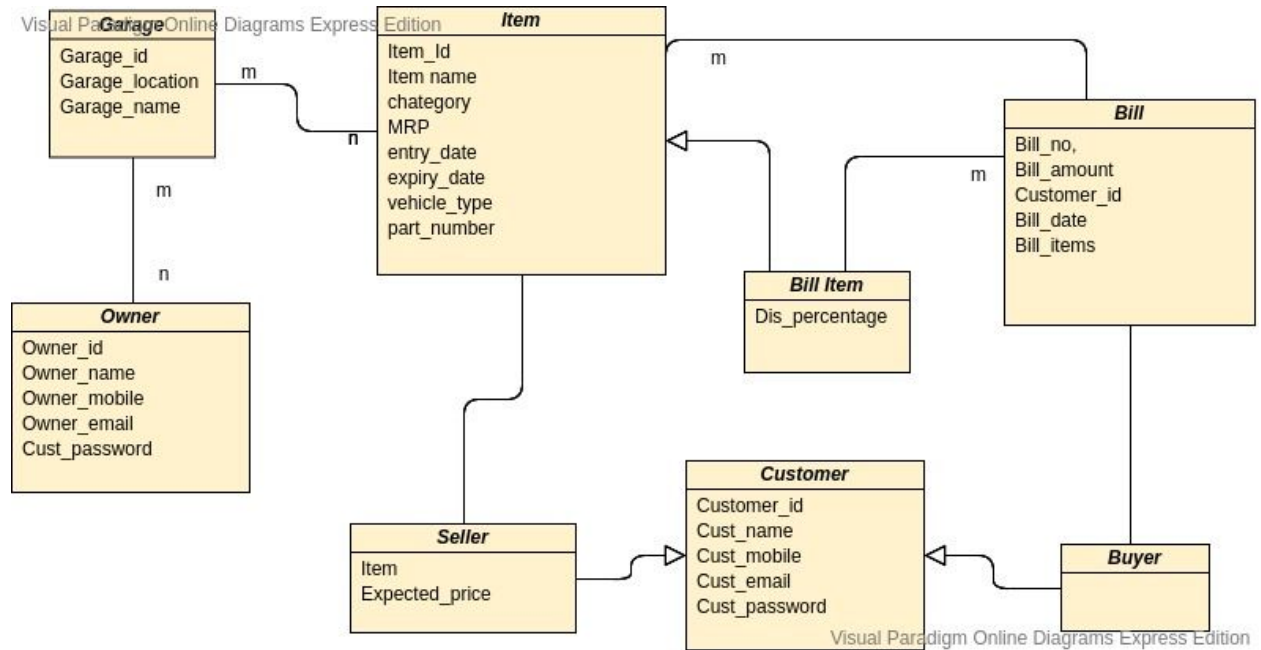 Visual Paradigm Online Diagrams Express Edition
Garage
Garage_id
Garage_location
Garage_name
m
n
m
n
Item
Item_Id
Item name
chategory
MRP
entry_date
expiry_date
vehicle_type
part_number
m
Bill
Bill_no,
Bill_amount
Customer_id
Bill_date
Bill_items
m
Bill Item
Dis_percentage
Owner
Owner_id
Owner_name
Owner_mobile
Owner_email
Cust_password
Seller
Item
Expected_price
Customer
Customer_id
Cust_name
Cust_mobile
Cust_email
Cust_password
Buyer
Visual Paradigm Online Diagrams Express Edition